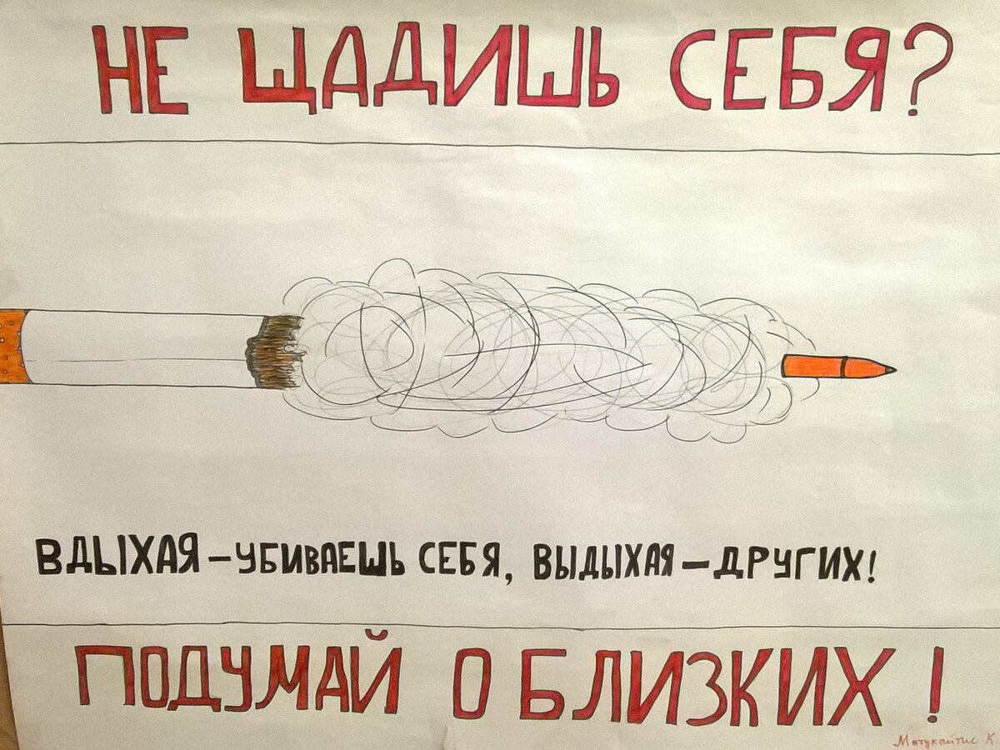 НЕ ЩАДИШЬ СЕБЯ?
ВДЫХАЯ – УБИВАЕШЬ СЕБЯ, ВЫДЫХАЯ – ДРУГИХ!
ПОДУМАЙ О БЛИЗКИХ!
Матукайтис К